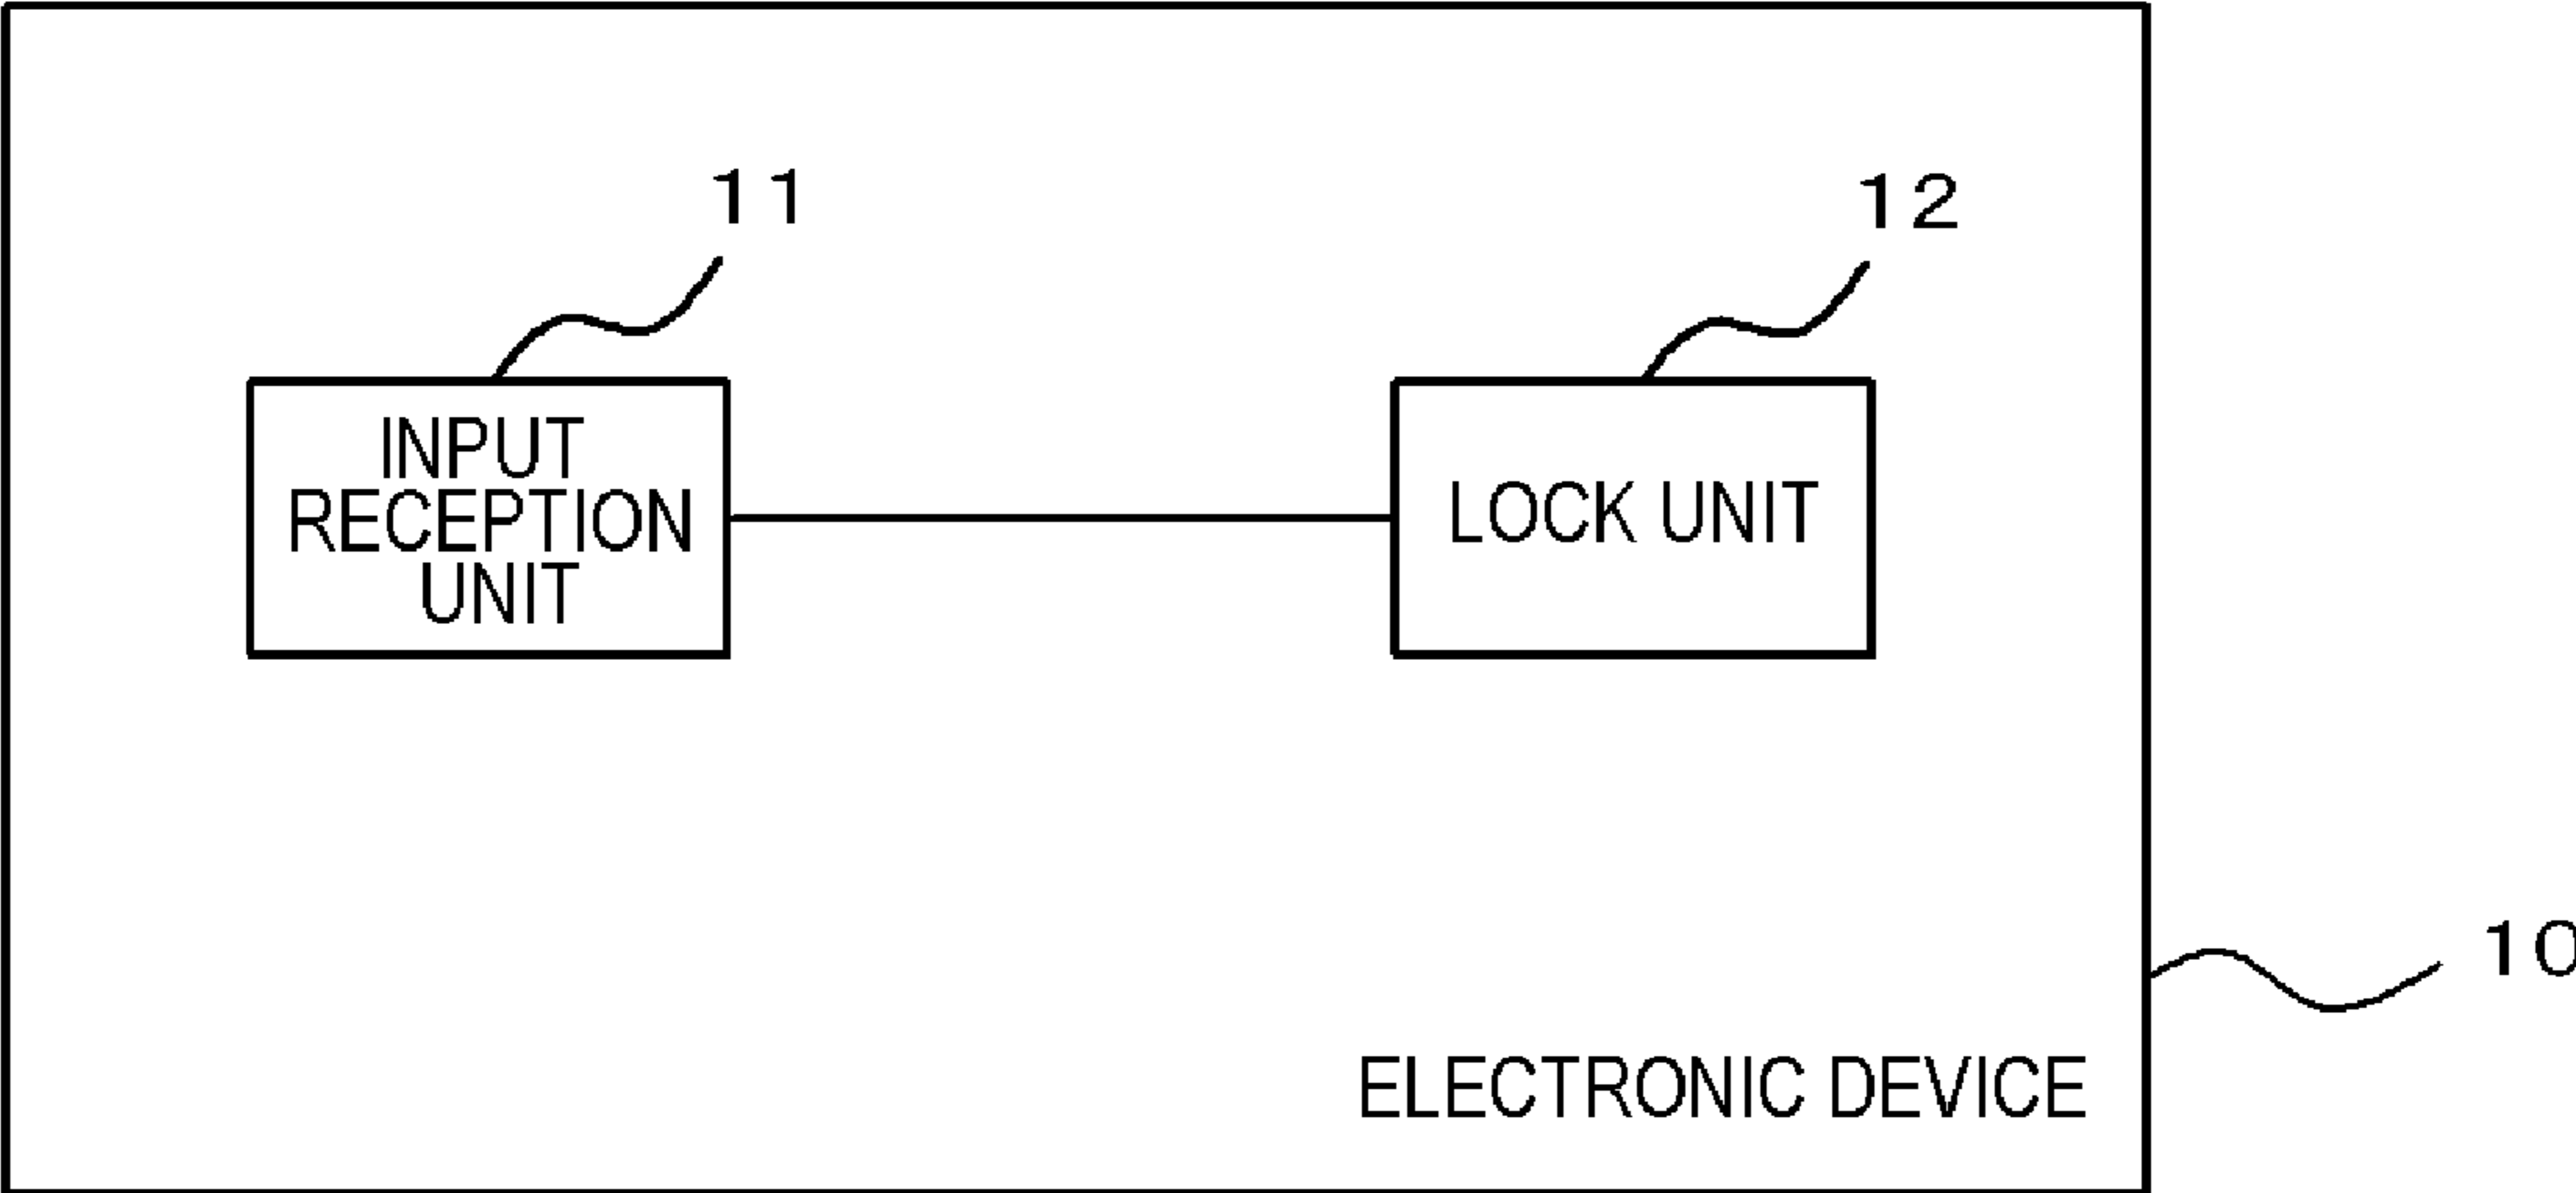 11
12
INPUT
RECEPTION
UNIT
LOCK UNIT
10
ELECTRONIC DEVICE